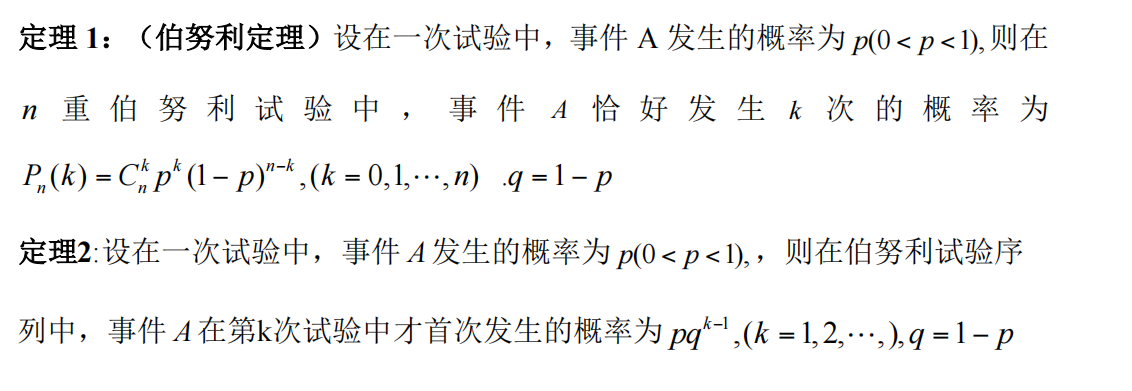 定理 1：（伯努利定理）设在一次试验中，事件 A 发生的概率为 p(0 < p < 1), 则在
n 重伯努利试验中，事件 A 恰好发生 k 次的概率为
Pₙ(k) = Cₙᵏ pᵏ (1 − p)ⁿ⁻ᵏ ,(k = 0,1,⋯,n) .q = 1 − p
定理2:设在一次试验中，事件 A 发生的概率为 p(0 < p < 1),，则在伯努利试验序
列中，事件 A 在第k次试验中才首次发生的概率为 pqᵏ⁻¹ ,(k = 1,2,⋯,),q = 1 − p